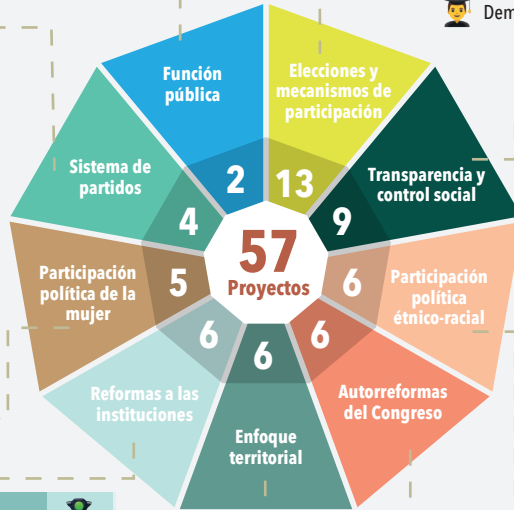 Dem
Función
pública
2
Elecciones y
mecanismos de
participación
13
Transparencia y
control social
9
Participación
política
étnico-racial
6
Autorreformas
del Congreso
6
Enfoque
territorial
6
Reformas a las
instituciones
6
Participación
política de la
mujer
5
Sistema de
partidos
4
57
Proyectos